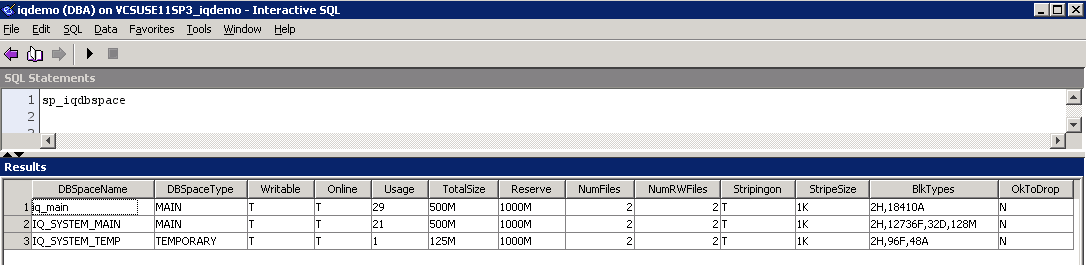 iqdemo (DBA) on VCSUSE11SP3_iqdemo - Interactive SQL
File Edit SQL Data Favorites Tools Window Help
SQL Statements
1 sp_iqdbspace
2
Results
DBSpaceName DBSpaceType Writable Online Usage TotalSize Reserve NumFiles NumRWFiles Stripingon StripeSize BlkTypes OkToDrop
1 iq_main MAIN T T 29 500M 1000M 2 2 T 1K 2H,18410A N
2 IQ_SYSTEM_MAIN MAIN T T 21 500M 1000M 2 2 T 1K 2H,12736F,32D,128M N
3 IQ_SYSTEM_TEMP TEMPORARY T T 1 125M 1000M 2 2 T 1K 2H,96F,48A N